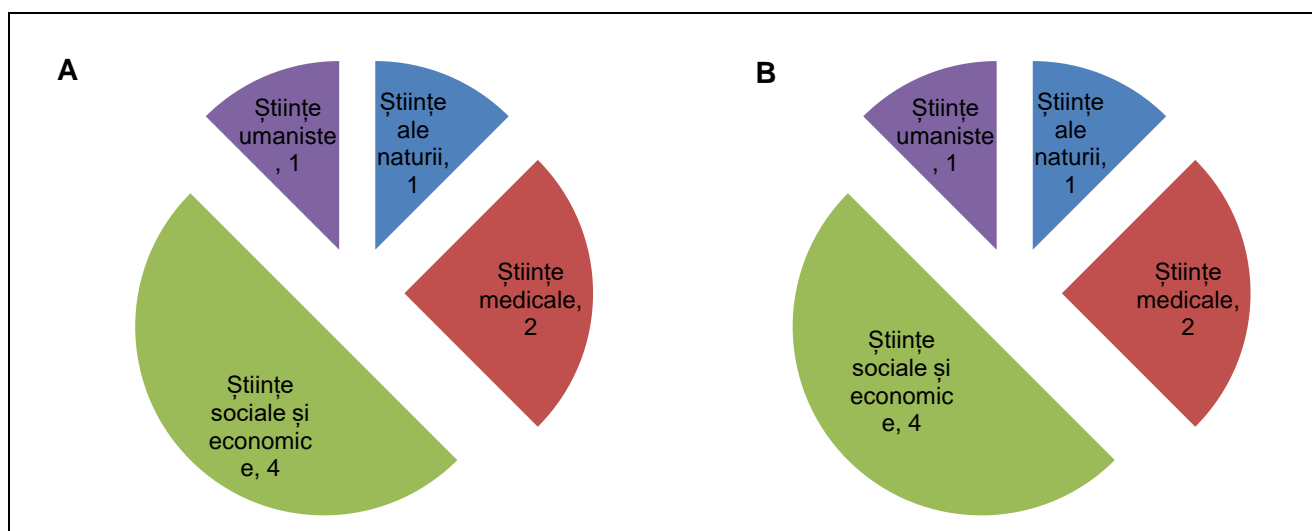 A
Științe
umaniste
, 1
Științe
ale
naturii,
1
Științe
medicale,
2
Științe
sociale și
economic
e, 4
B
Științe
umaniste
, 1
Științe
ale
naturii,
1
Științe
medicale,
2
Științe
sociale și
economic
e, 4